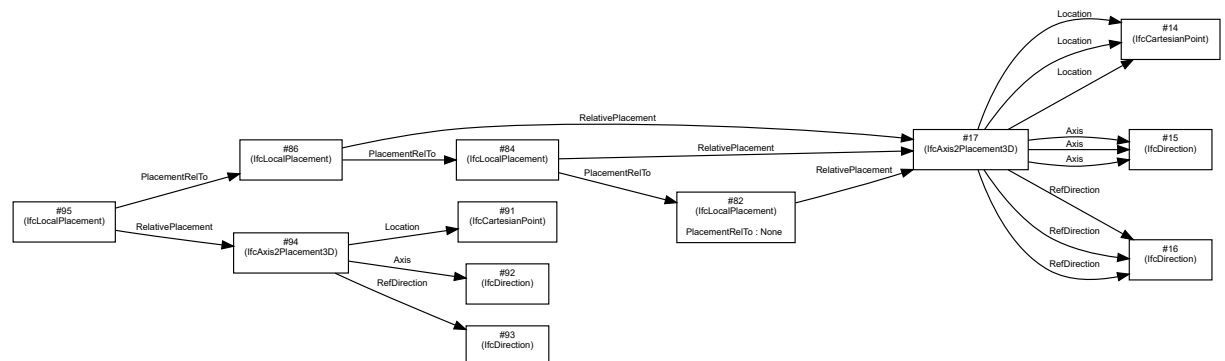 Location
#14
(IfcCartesianPoint)
Location
Location
RelativePlacement
#86
(IfcLocalPlacement)
PlacementRelTo
#84
(IfcLocalPlacement)
RelativePlacement
#17
(IfcAxis2Placement3D)
Axis
Axis
Axis
#15
(IfcDirection)
PlacementRelTo
PlacementRelTo
RelativePlacement
RefDirection
#95
(IfcLocalPlacement)
RelativePlacement
#91
(IfcCartesianPoint)
#82
(IfcLocalPlacement)
PlacementRelTo : None
Location
#94
(IfcAxis2Placement3D)
RefDirection
#16
(IfcDirection)
Axis
#92
(IfcDirection)
RefDirection
RefDirection
#93
(IfcDirection)